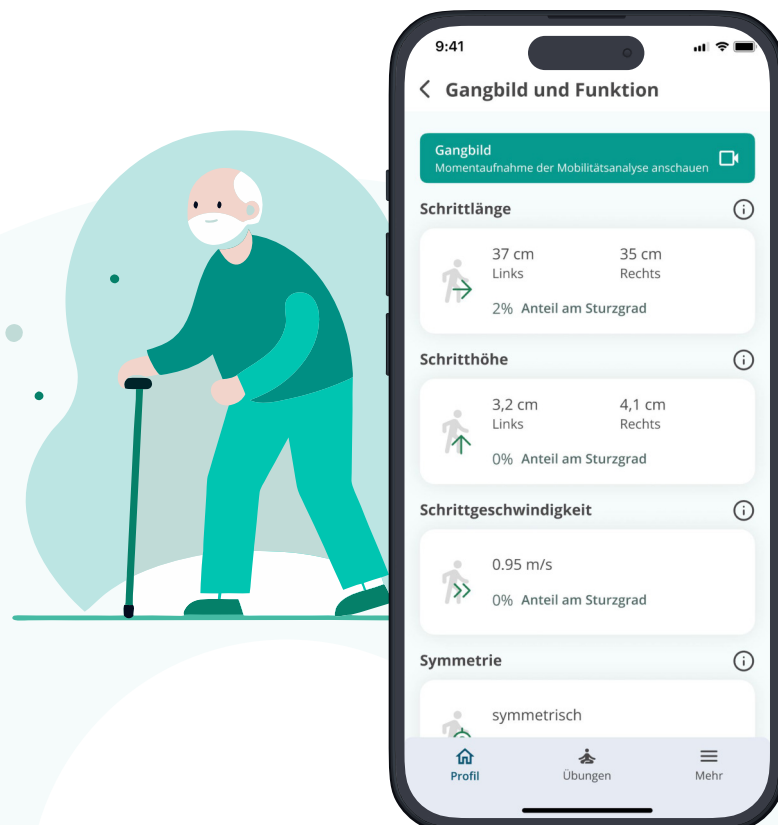 9:41
Gangbild und Funktion
Gangbild
Momentaufnahme der Mobilitätsanalyse anschauen
Schrittlänge
37 cm 35 cm
Links Rechts
2% Anteil am Sturzgrad
Schritthöhe
3,2 cm 4,1 cm
Links Rechts
0% Anteil am Sturzgrad
Schrittgeschwindigkeit
0.95 m/s
0% Anteil am Sturzgrad
Symmetrie
symmetrisch
Profil Übungen Mehr